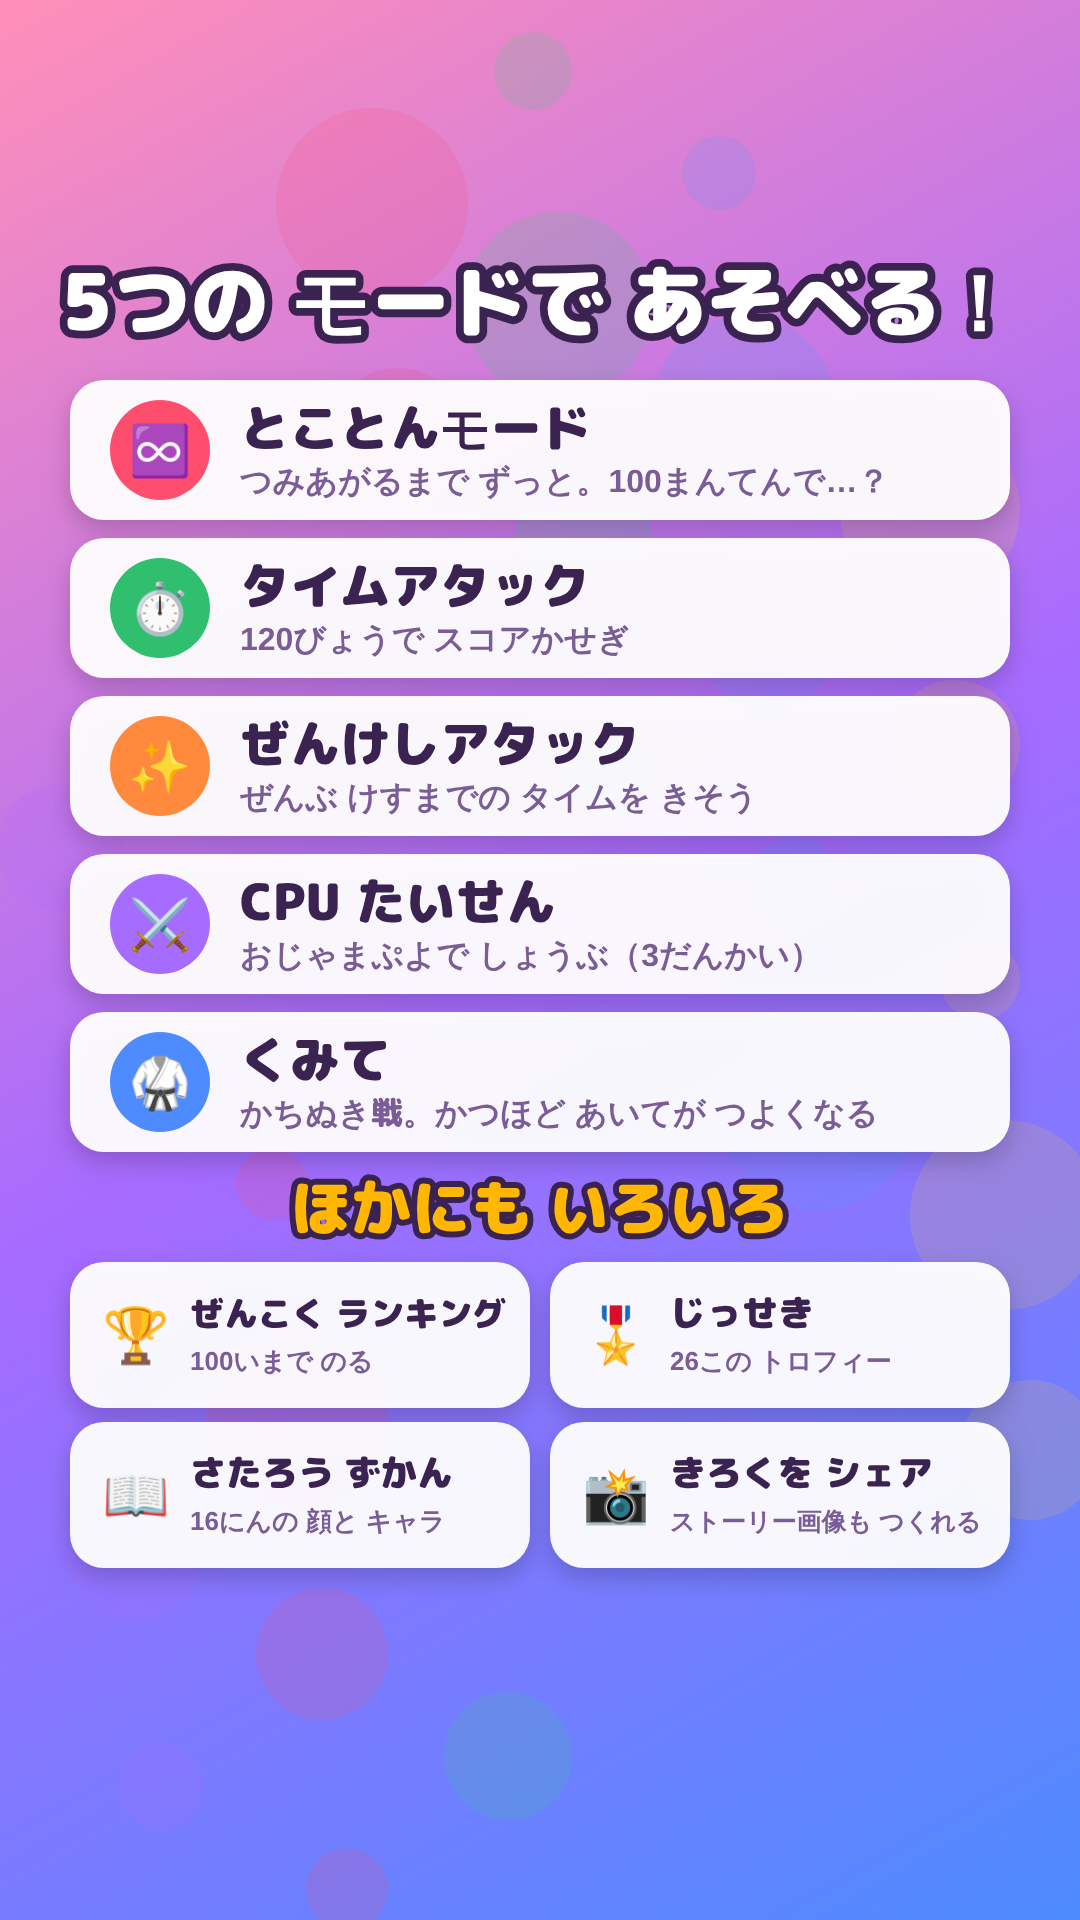 5つの モードで あそべる！
とことんモード
つみあがるまで ずっと。100まんてんで…？
タイムアタック
120びょうで スコアかせぎ
ぜんけしアタック
ぜんぶ けすまでの タイムを きそう
CPU たいせん
おじゃまぷよで しょうぶ（3だんかい）
くみて
かちぬき戦。かつほど あいてが つよくなる
ほかにも いろいろ
ぜんこく ランキング
100いまで のる
じっせき
26この トロフィー
さたろう ずかん
16にんの 顔と キャラ
きろくを シェア
ストーリー画像も つくれる